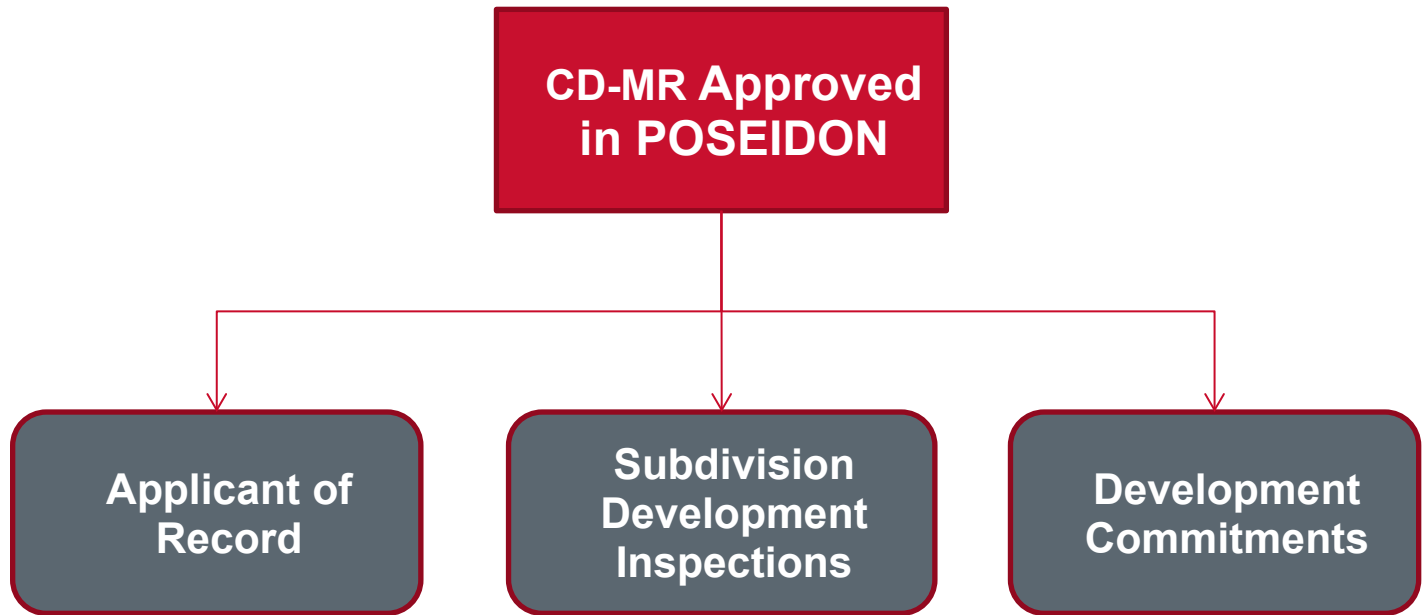 CD-MR Approved
in POSEIDON
Applicant of
Record
Subdivision
Development
Inspections
Development
Commitments